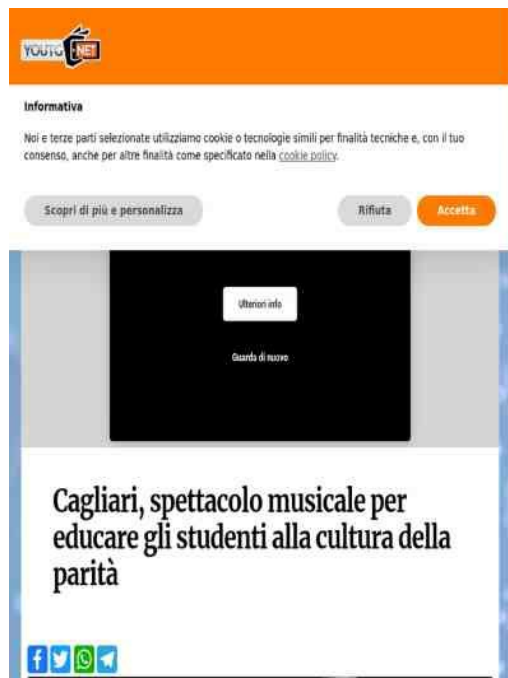 YOUTG NET
Informativa
Noi e terze parti selezionate utilizziamo cookie o tecnologie simili per finalità tecniche e, con il tuo
consenso, anche per altre finalità come specificato nella cookie policy.
Scopri di più e personalizza
Rifiuta
Accetta
Ulteriori info
Guarda di nuovo
Cagliari, spettacolo musicale per
educare gli studenti alla cultura della
parità